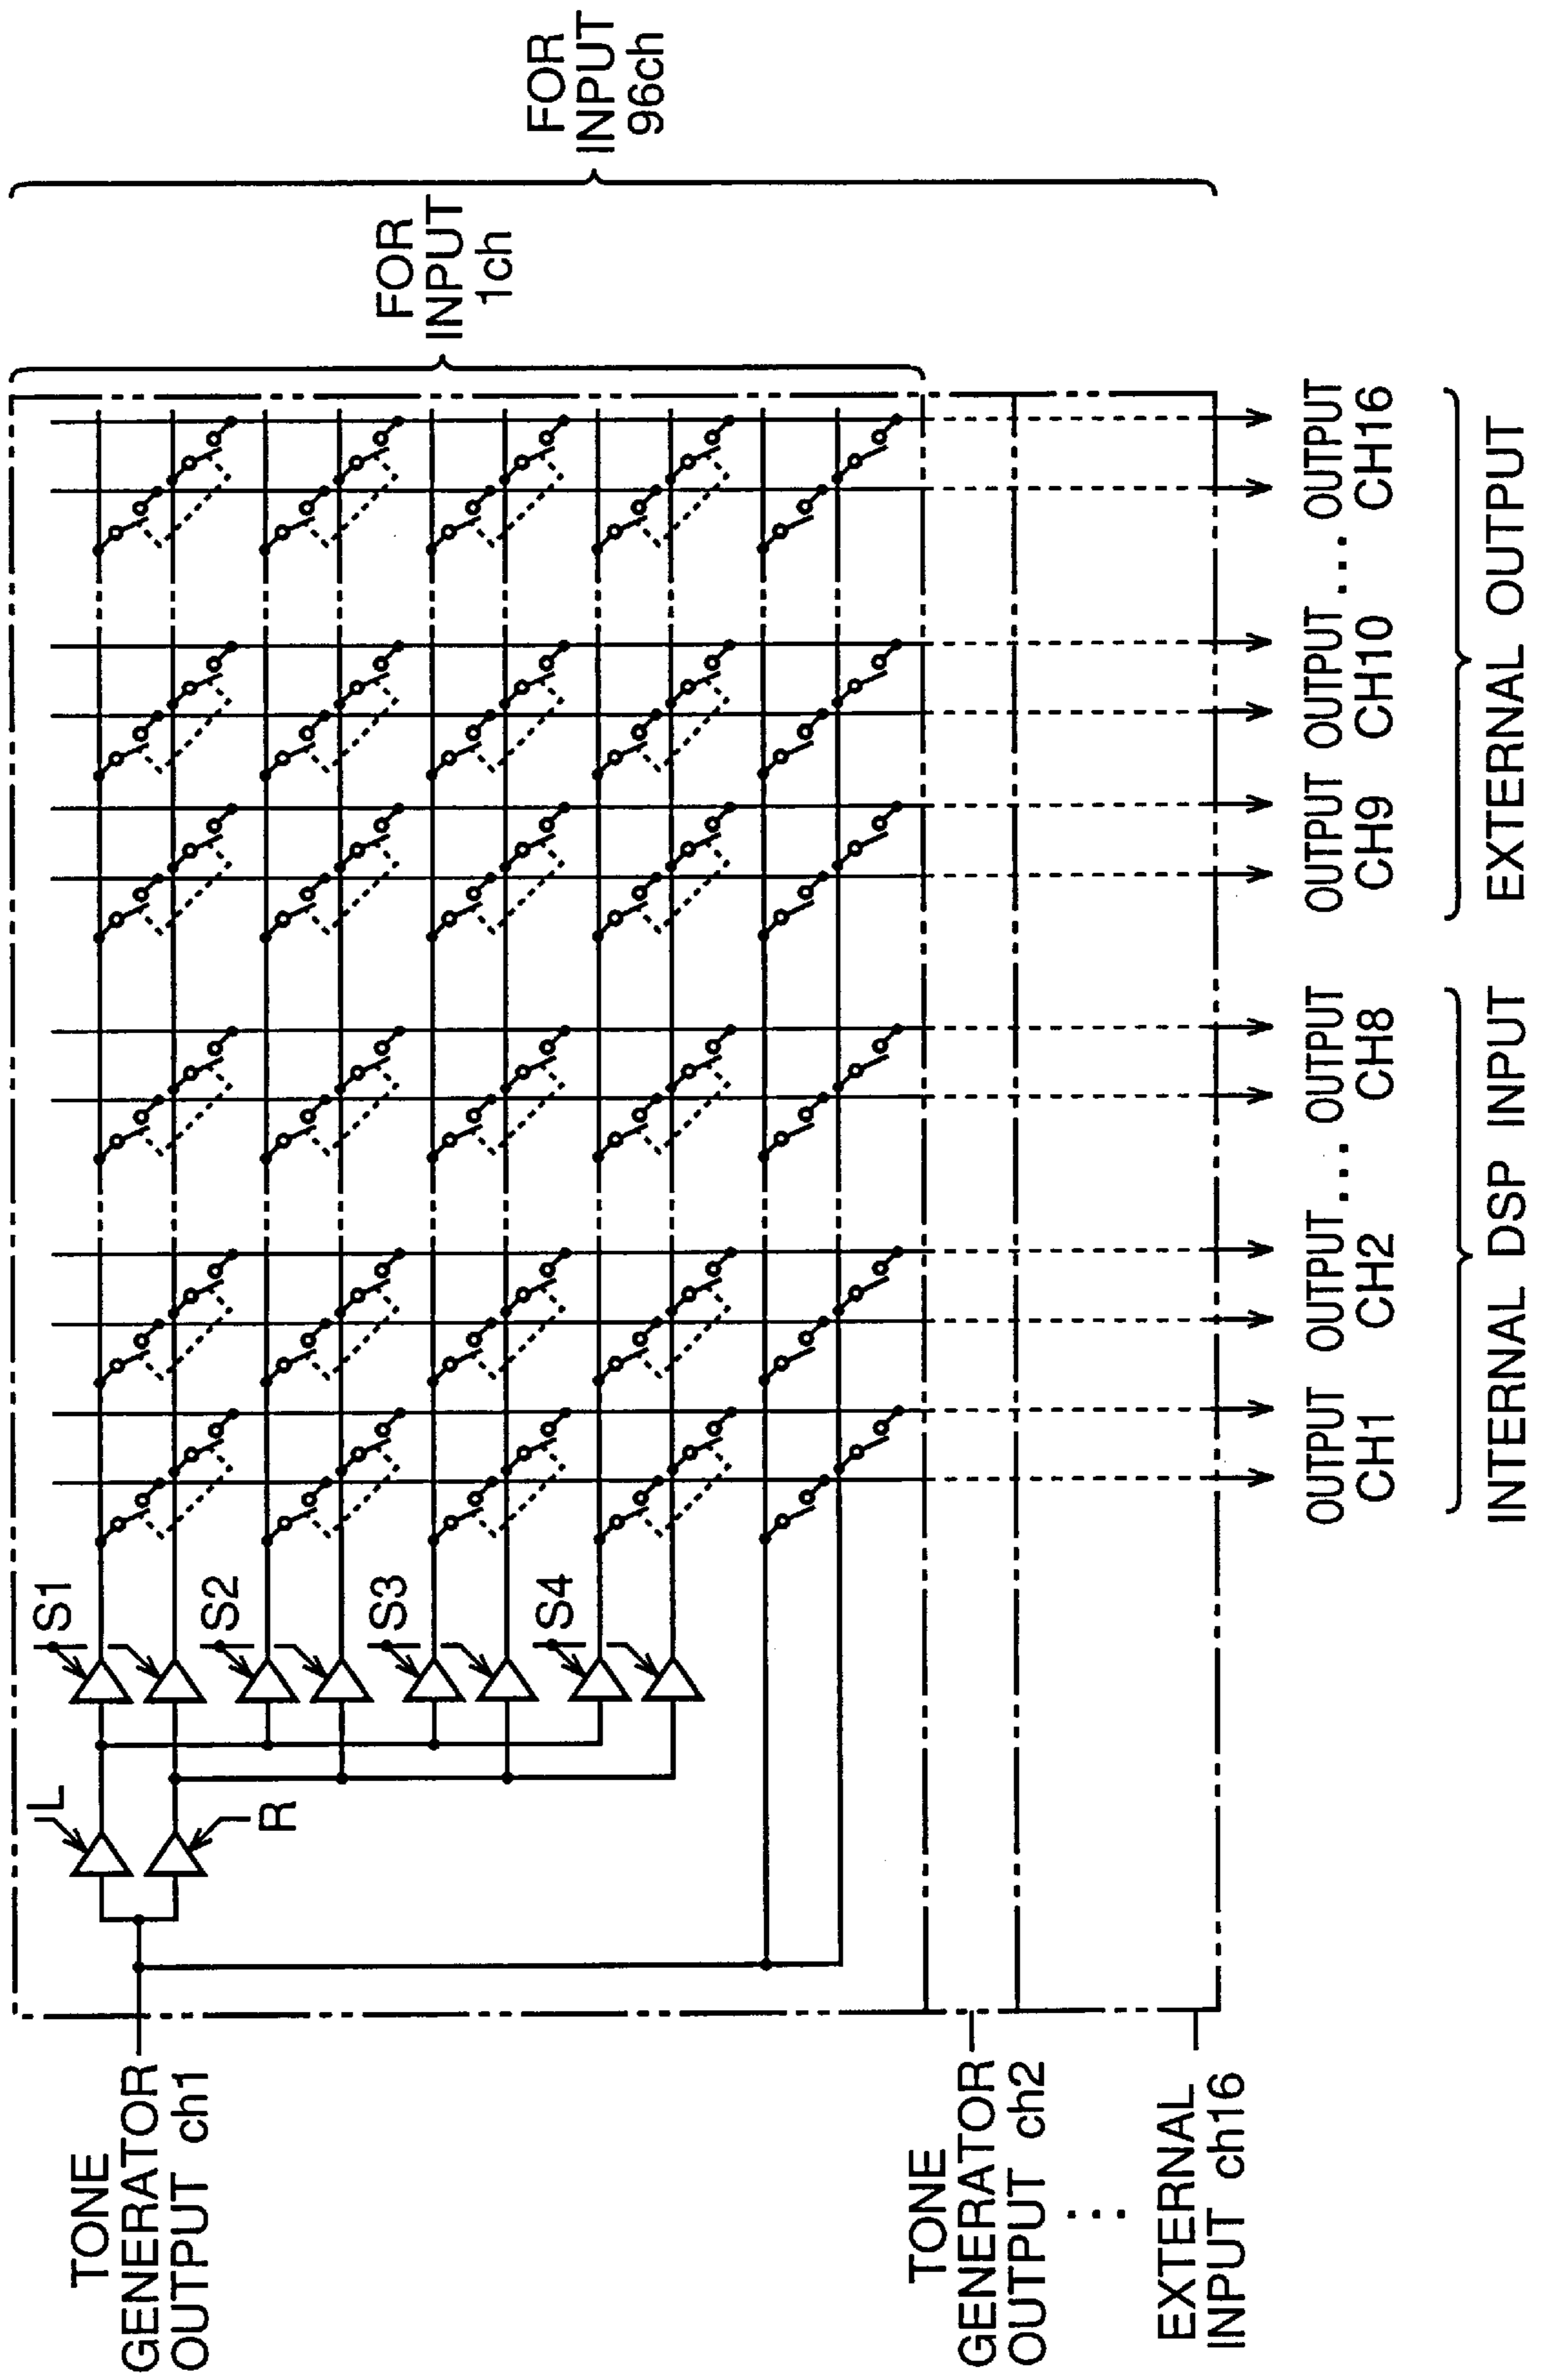 TONE
GENERATOR
OUTPUT ch1
L
R
S1
S2
S3
S4
FOR
INPUT
1ch
FOR
INPUT
96ch
TONE
GENERATOR
OUTPUT ch2
...
EXTERNAL
INPUT ch16
OUTPUT OUTPUT ... OUTPUT OUTPUT OUTPUT ... OUTPUT
CH1 CH2 CH8 CH9 CH10 CH16
INTERNAL DSP INPUT EXTERNAL OUTPUT